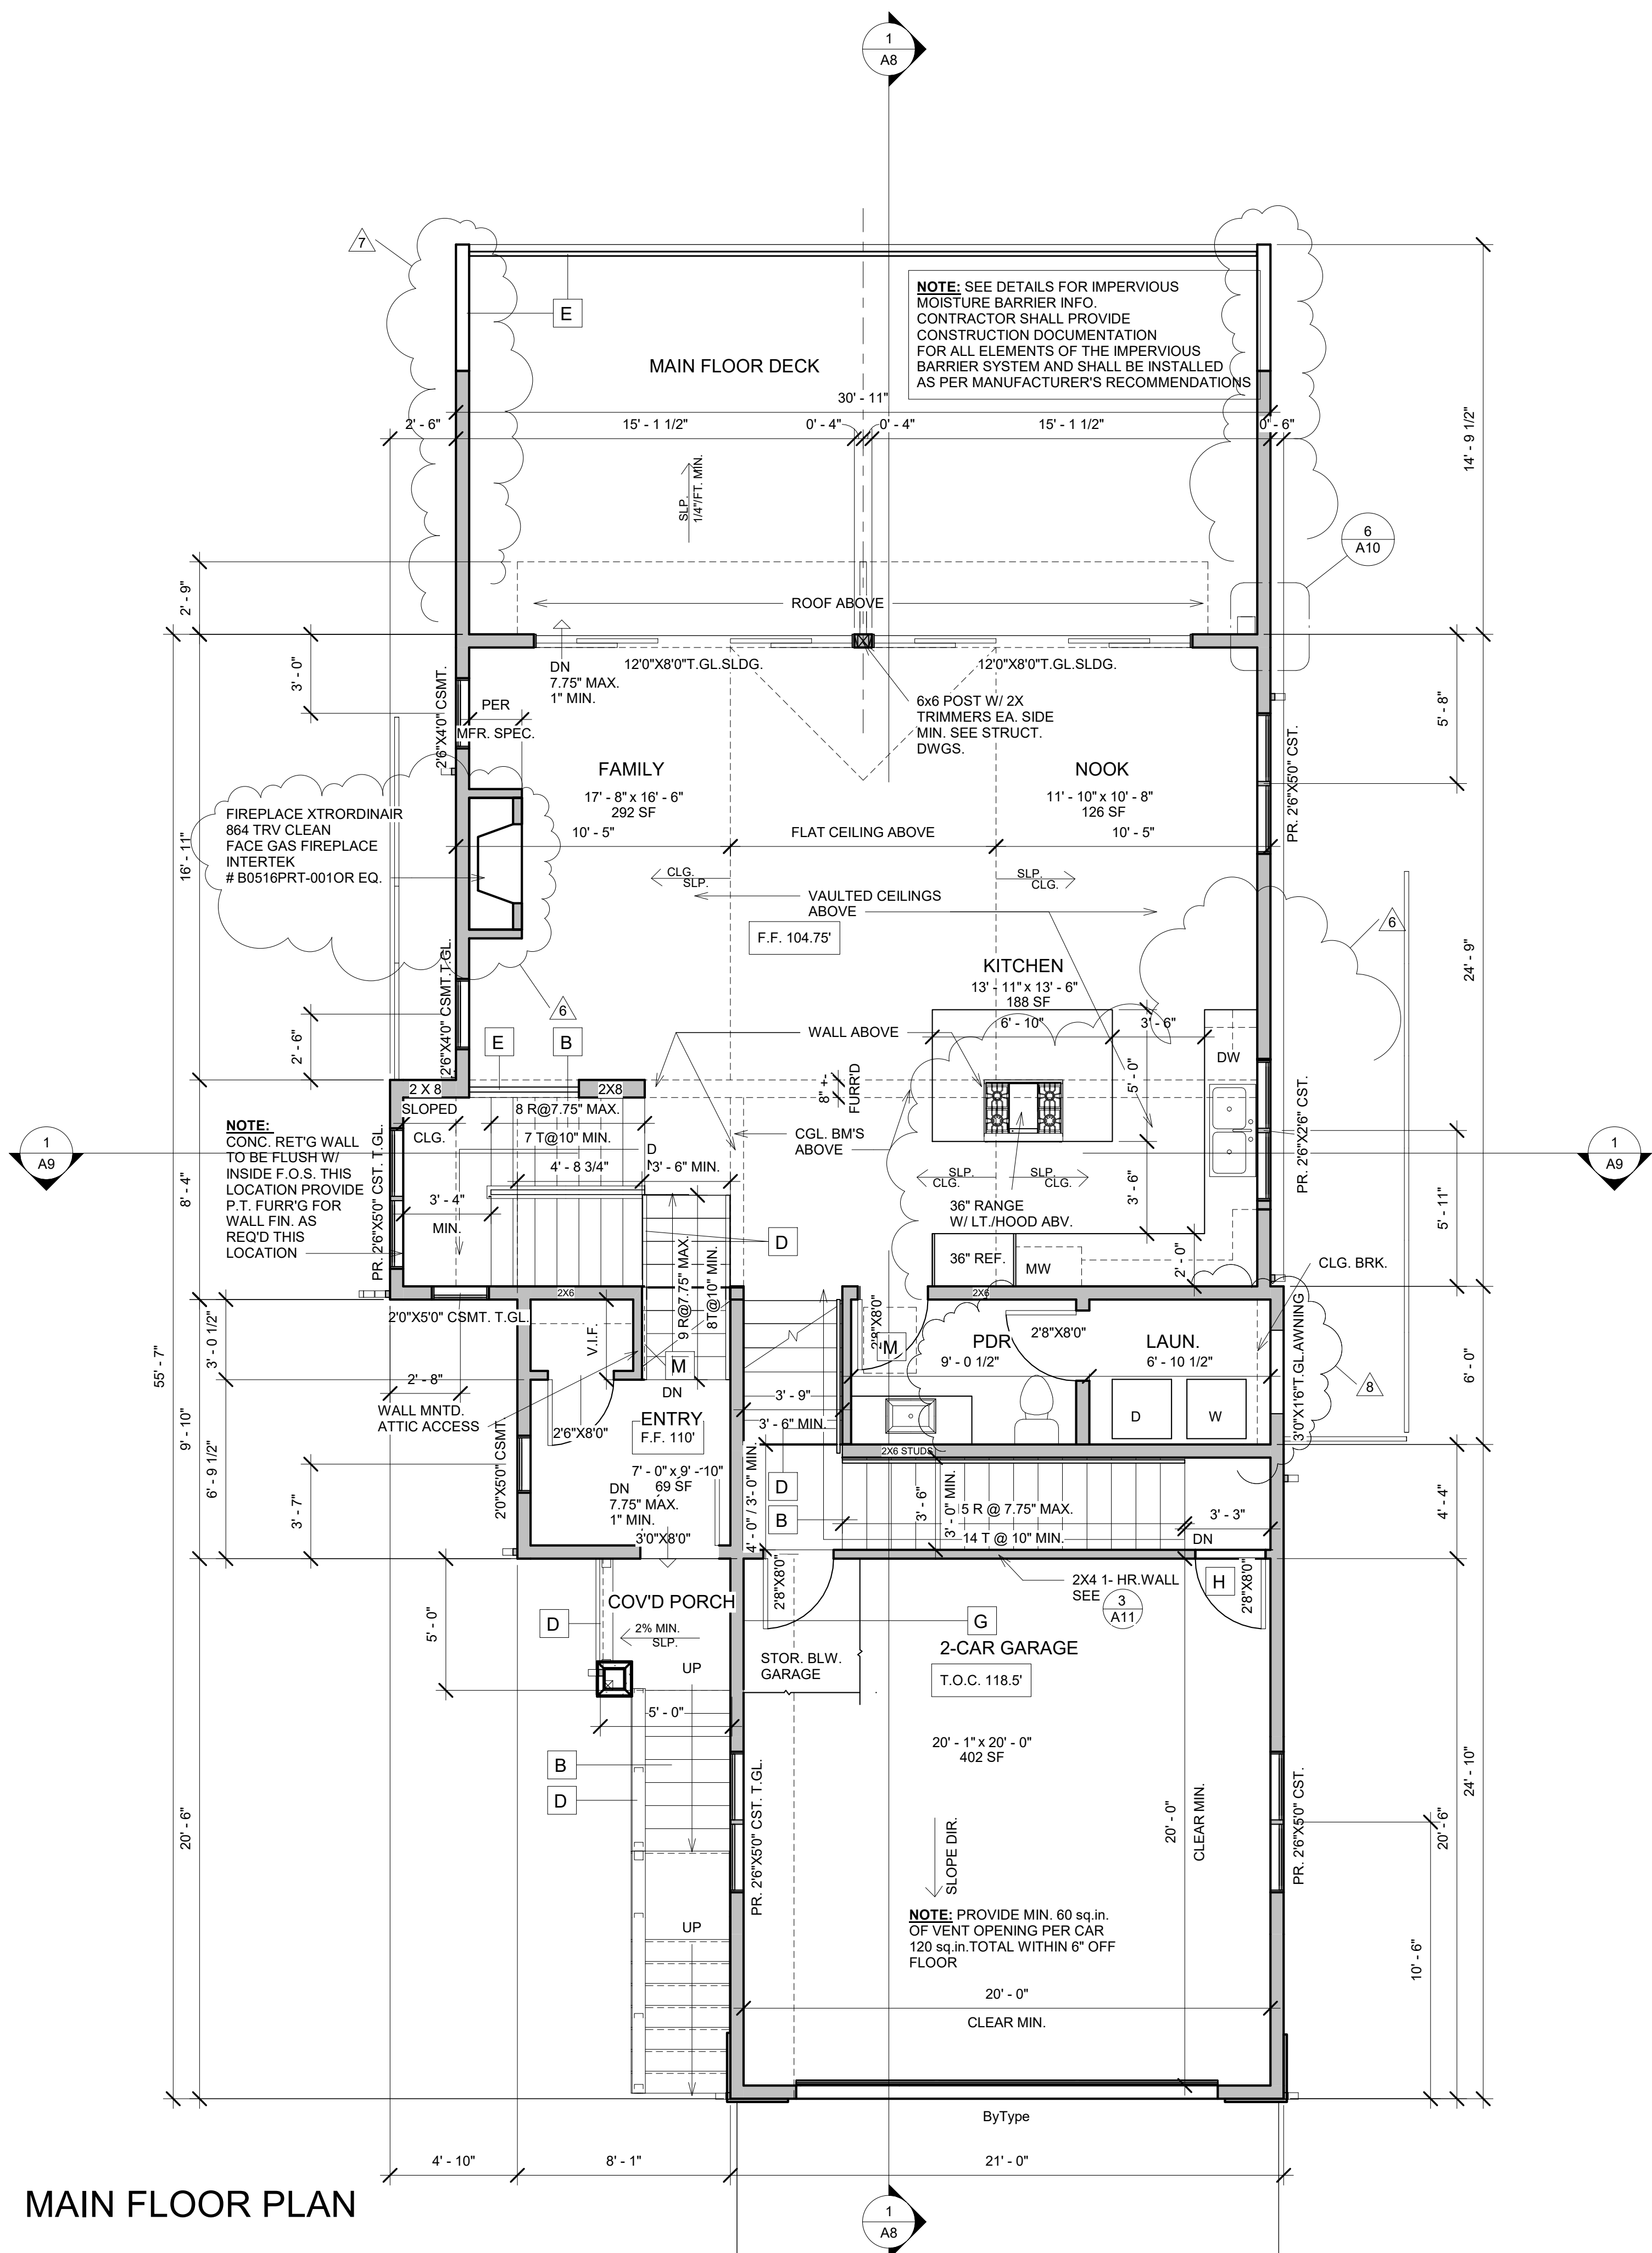 1
A8
7
E
NOTE: SEE DETAILS FOR IMPERVIOUS
MOISTURE BARRIER INFO.
CONTRACTOR SHALL PROVIDE
CONSTRUCTION DOCUMENTATION
FOR ALL ELEMENTS OF THE IMPERVIOUS
BARRIER SYSTEM AND SHALL BE INSTALLED
AS PER MANUFACTURER'S RECOMMENDATIONS
MAIN FLOOR DECK
30' - 11"
2' - 6"
15' - 1 1/2"
0' - 4"
0' - 4"
15' - 1 1/2"
0' - 6"
14' - 9 1/2"
SLP.
1/4"/FT. MIN.
6
A10
2' - 9"
ROOF ABOVE
DN
7.75" MAX.
1" MIN.
12'0"X8'0"T.GL.SLDG.
12'0"X8'0"T.GL.SLDG.
3' - 0"
2'6"X4'0" CSMT.
PER
MFR. SPEC.
6x6 POST W/ 2X
TRIMMERS EA. SIDE
MIN. SEE STRUCT.
DWGS.
5' - 8"
PR. 2'6"X5'0" CST.
FAMILY
17' - 8" x 16' - 6"
292 SF
NOOK
11' - 10" x 10' - 8"
126 SF
FIREPLACE XTRORDINAIR
864 TRV CLEAN
FACE GAS FIREPLACE
INTERTEK
# B0516PRT-001OR EQ.
10' - 5"
FLAT CEILING ABOVE
10' - 5"
16' - 11"
CLG.
SLP.
SLP.
CLG.
VAULTED CEILINGS
ABOVE
F.F. 104.75'
6
24' - 9"
KITCHEN
13' - 11" x 13' - 6"
188 SF
2'6"X4'0" CSMT.T.GL.
6
2' - 6"
E
B
WALL ABOVE
6' - 10"
3' - 6"
DW
8" +-
FURR'D
5' - 0"
2 X 8
2X8
SLOPED
CLG.
8 R@7.75" MAX.
7 T@10" MIN.
NOTE:
CONC. RET'G WALL
TO BE FLUSH W/
INSIDE F.O.S. THIS
LOCATION PROVIDE
P.T. FURR'G FOR
WALL FIN. AS
REQ'D THIS
LOCATION
CGL. BM'S
ABOVE
1
A9
1
A9
8' - 4"
PR. 2'6"X5'0" CST. T.GL.
4' - 8 3/4"
3' - 6" MIN.
3' - 4"
MIN.
SLP.
CLG.
SLP.
CLG.
3' - 6"
PR. 2'6"X2'6" CST.
5' - 11"
36" RANGE
W/ LT./HOOD ABV.
D
9 R@7.75" MAX.
8T@10" MIN.
36" REF.
MW
2' - 0"
CLG. BRK.
2X6
2X6
2'0"X5'0" CSMT. T.GL.
V.I.F.
3' - 0 1/2"
55' - 7"
2'8"X8'0"
M
PDR
9' - 0 1/2"
2'8"X8'0"
LAUN.
6' - 10 1/2"
3'0"X1'6"T.GL.AWNING
6' - 0"
8
M
DN
2' - 8"
WALL MNTD.
ATTIC ACCESS
ENTRY
F.F. 110'
2'6"X8'0"
3' - 9"
3' - 6" MIN.
D
W
2X6 STUDS
9' - 10"
6' - 9 1/2"
3' - 7"
2'0"X5'0" CSMT.
7' - 0" x 9' - 10"
69 SF
DN
7.75" MAX.
1" MIN.
3'0"X8'0"
4' - 0" / 3'- 0" MIN.
D
B
3' - 6"
3' - 0" MIN.
5 R @ 7.75" MAX.
14 T @ 10" MIN.
3' - 3"
DN
4' - 4"
2X4 1- HR.WALL
SEE
3
A11
H
2'8"X8'0"
2'8"X8'0"
COV'D PORCH
D
2% MIN.
SLP.
G
5' - 0"
2-CAR GARAGE
T.O.C. 118.5'
STOR. BLW.
GARAGE
UP
5' - 0"
20' - 1" x 20' - 0"
402 SF
B
D
PR. 2'6"X5'0" CST. T.GL.
20' - 0"
CLEAR MIN.
PR. 2'6"X5'0" CST.
20' - 6"
20' - 6"
24' - 10"
SLOPE DIR.
NOTE: PROVIDE MIN. 60 sq.in.
OF VENT OPENING PER CAR
120 sq.in.TOTAL WITHIN 6" OFF
FLOOR
UP
10' - 6"
20' - 0"
CLEAR MIN.
ByType
4' - 10"
8' - 1"
21' - 0"
MAIN FLOOR PLAN
1
A8